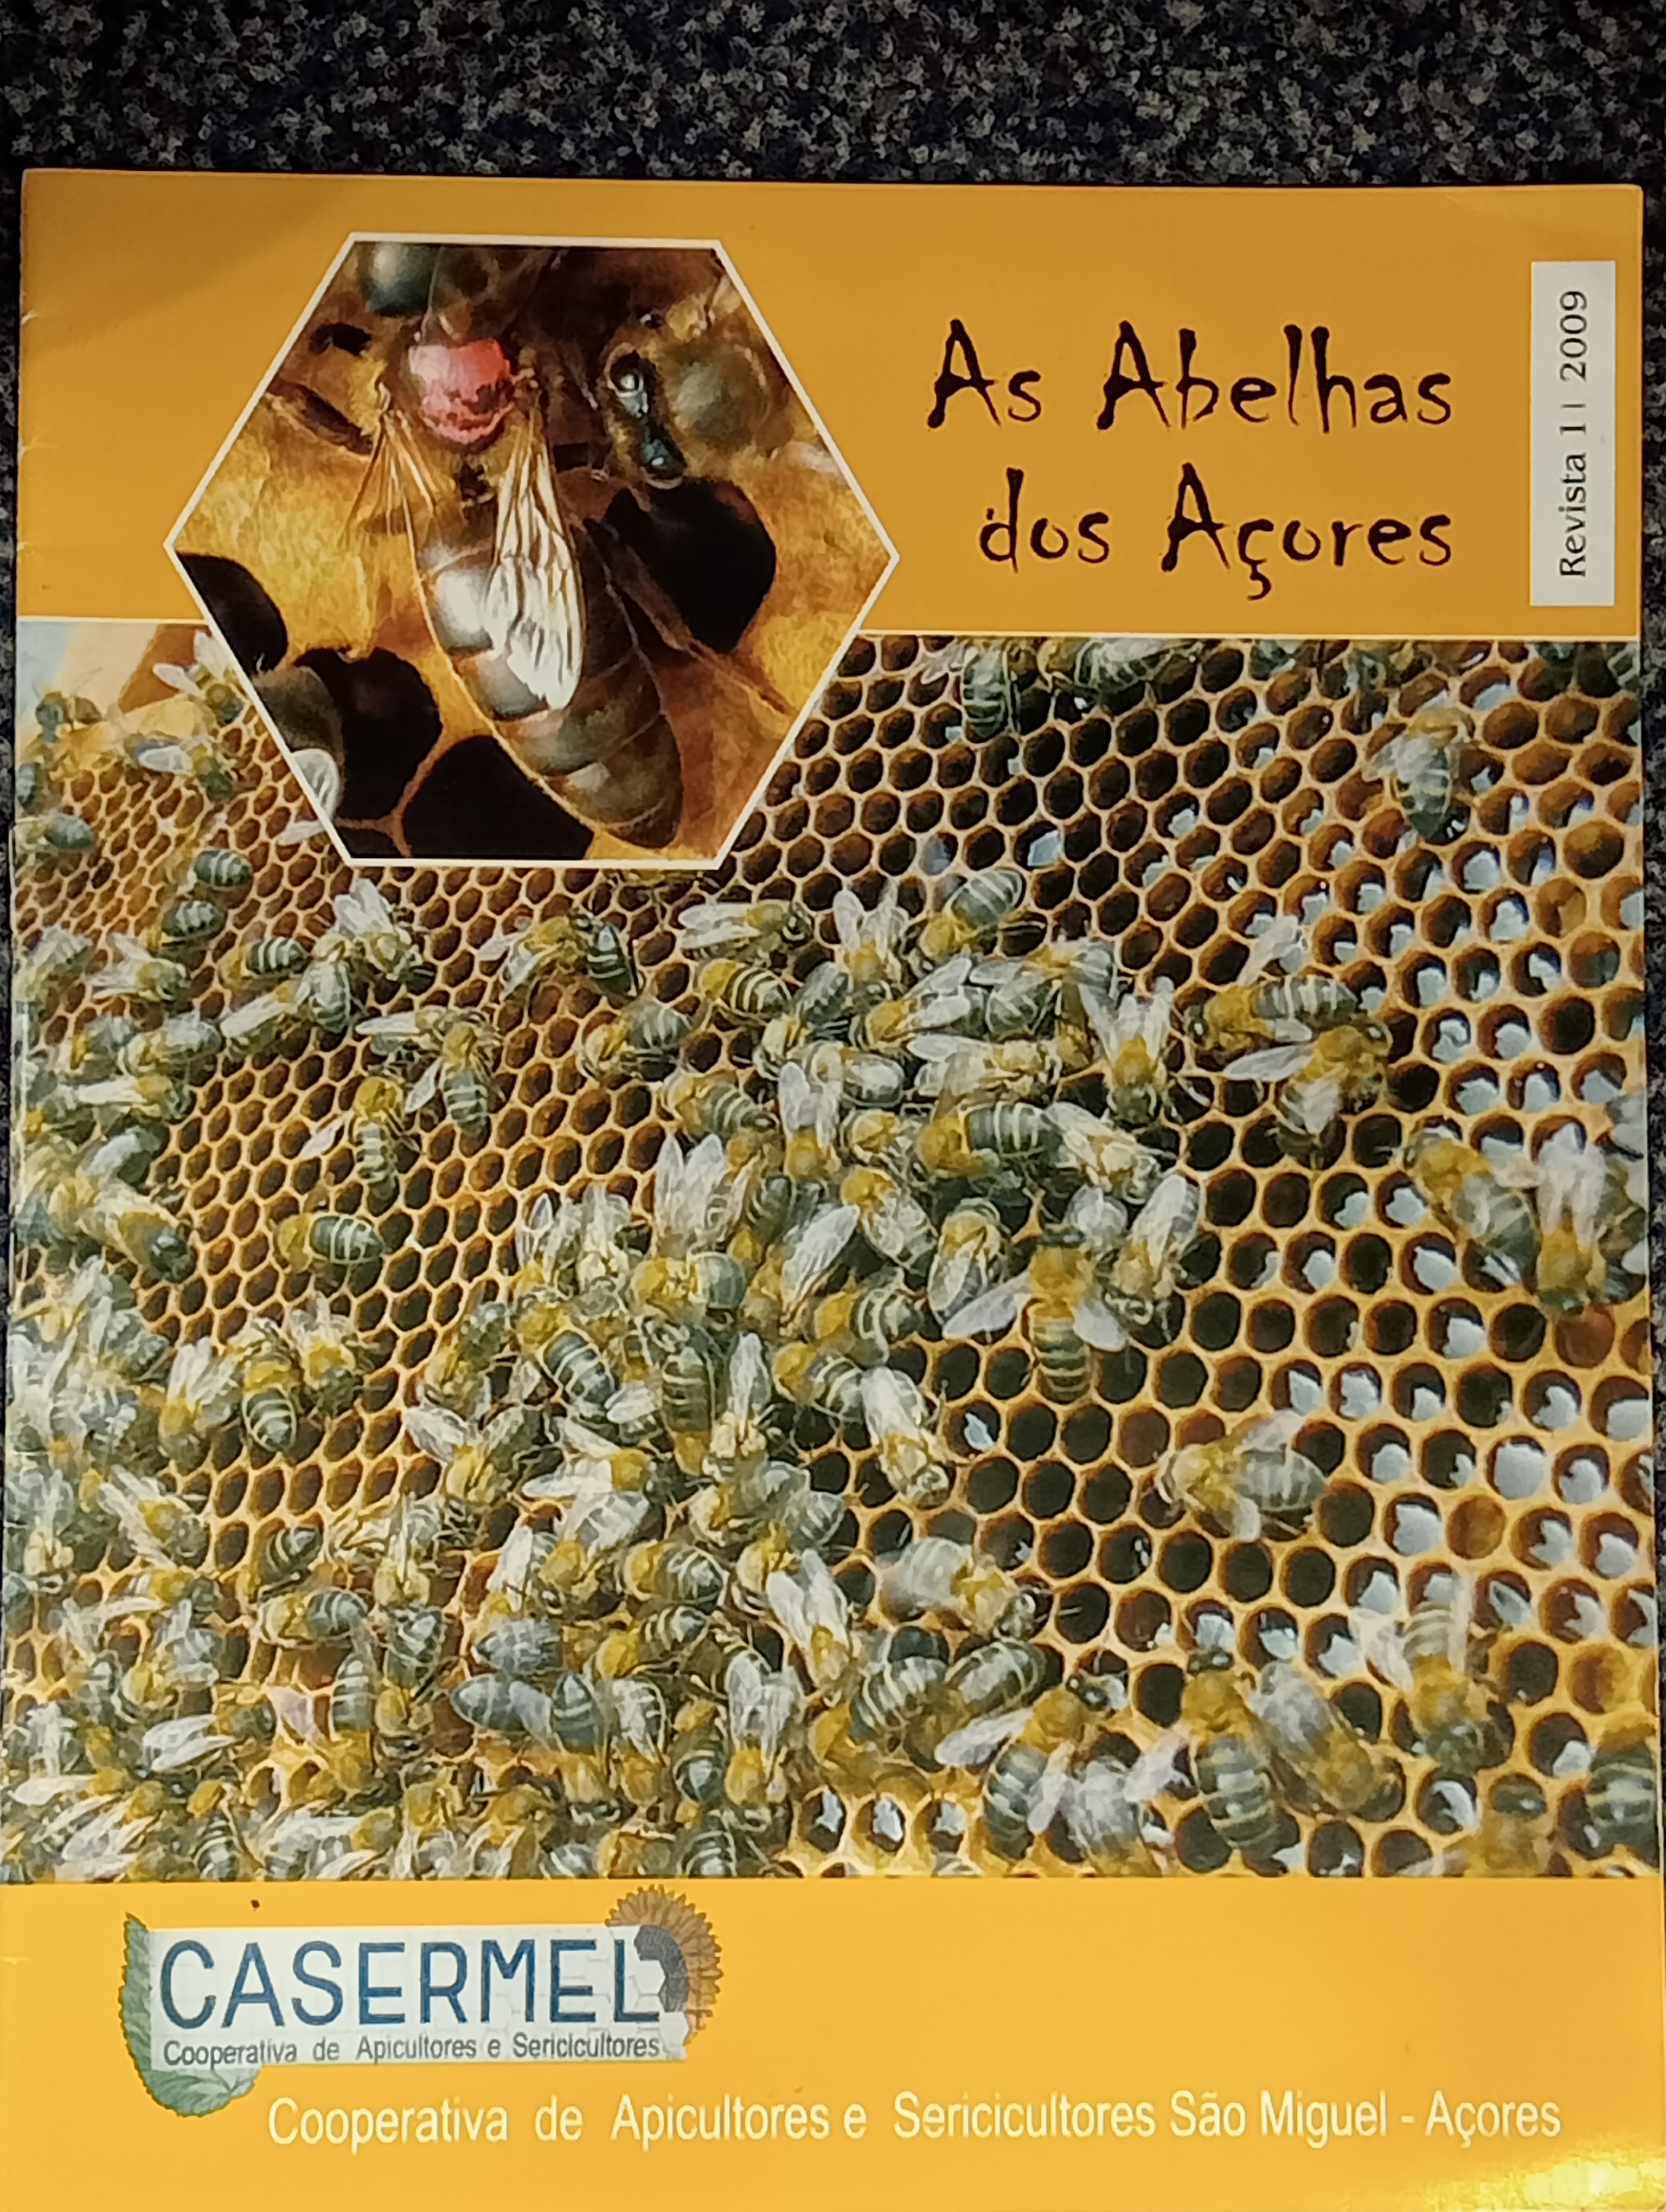 As Abelhas
dos Açores
Revista 1 | 2009
CASERMEL
Cooperativa de Apicultores e Sericicultores
Cooperativa de Apicultores e Sericicultores São Miguel - Açores